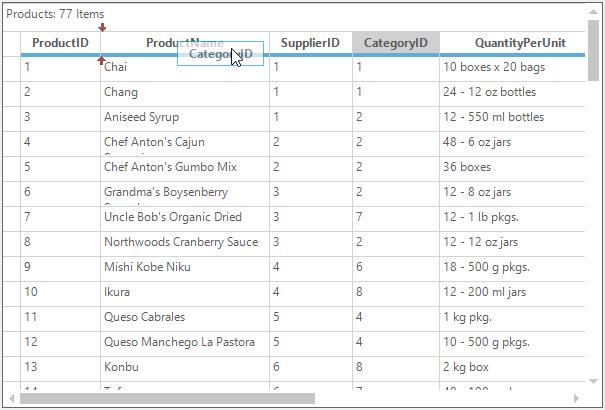 Products: 77 Items
ProductID ProductName SupplierID CategoryID QuantityPerUnit
CategoryID
1 Chai 1 1 10 boxes x 20 bags
2 Chang 1 1 24 - 12 oz bottles
3 Aniseed Syrup 1 2 12 - 550 ml bottles
4 Chef Anton's Cajun 2 2 48 - 6 oz jars
5 Chef Anton's Gumbo Mix 2 2 36 boxes
6 Grandma's Boysenberry 3 2 12 - 8 oz jars
7 Uncle Bob's Organic Dried 3 7 12 - 1 lb pkgs.
8 Northwoods Cranberry Sauce 3 2 12 - 12 oz jars
9 Mishi Kobe Niku 4 6 18 - 500 g pkgs.
10 Ikura 4 8 12 - 200 ml jars
11 Queso Cabrales 5 4 1 kg pkg.
12 Queso Manchego La Pastora 5 4 10 - 500 g pkgs.
13 Konbu 6 8 2 kg box